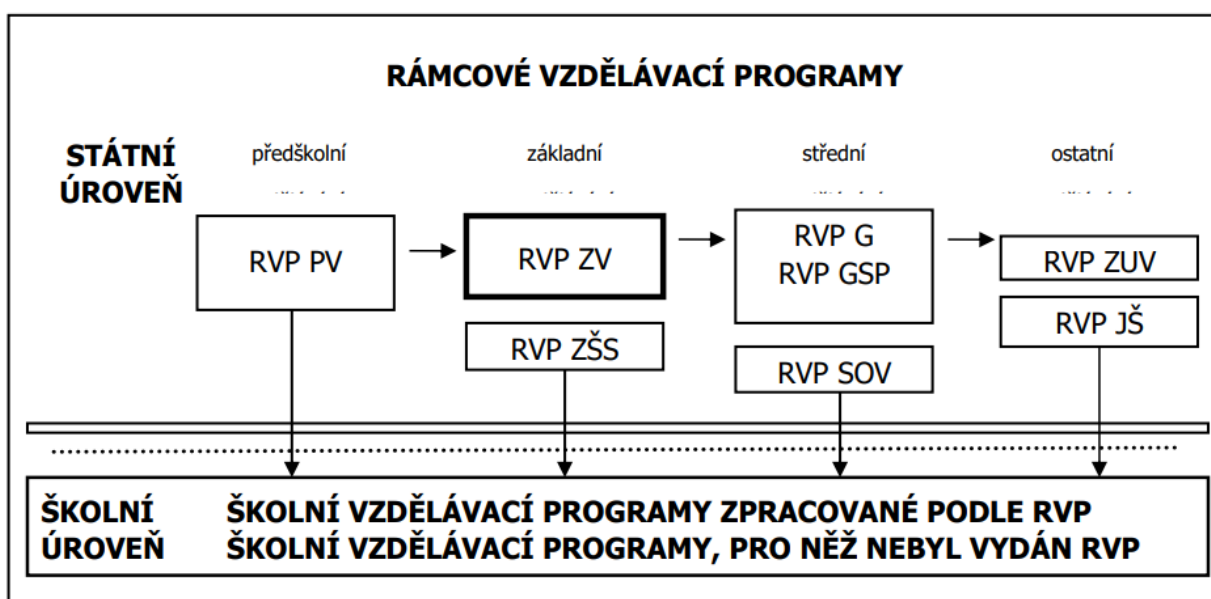 RÁMCOVÉ VZDĚLÁVACÍ PROGRAMY
STÁTNÍ
ÚROVEŇ
předškolní
základní
střední
ostatní
RVP PV
RVP ZV
RVP G
RVP GSP
RVP ZUV
RVP ZŠS
RVP JŠ
RVP SOV
ŠKOLNÍ ŠKOLNÍ VZDĚLÁVACÍ PROGRAMY ZPRACOVANÉ PODLE RVP
ÚROVEŇ ŠKOLNÍ VZDĚLÁVACÍ PROGRAMY, PRO NĚŽ NEBYL VYDÁN RVP